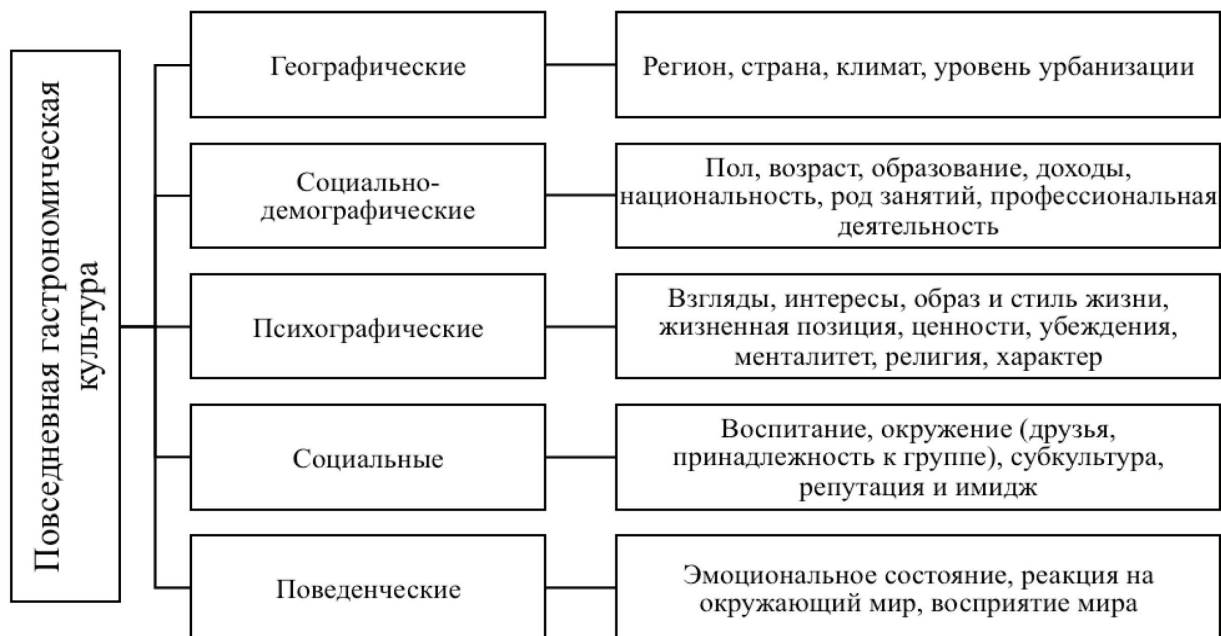 Повседневная гастрономическая
культура
Географические
Регион, страна, климат, уровень урбанизации
Социально-
демографические
Пол, возраст, образование, доходы,
национальность, род занятий, профессиональная
деятельность
Психографические
Взгляды, интересы, образ и стиль жизни,
жизненная позиция, ценности, убеждения,
менталитет, религия, характер
Социальные
Воспитание, окружение (друзья,
принадлежность к группе), субкультура,
репутация и имидж
Поведенческие
Эмоциональное состояние, реакция на
окружающий мир, восприятие мира